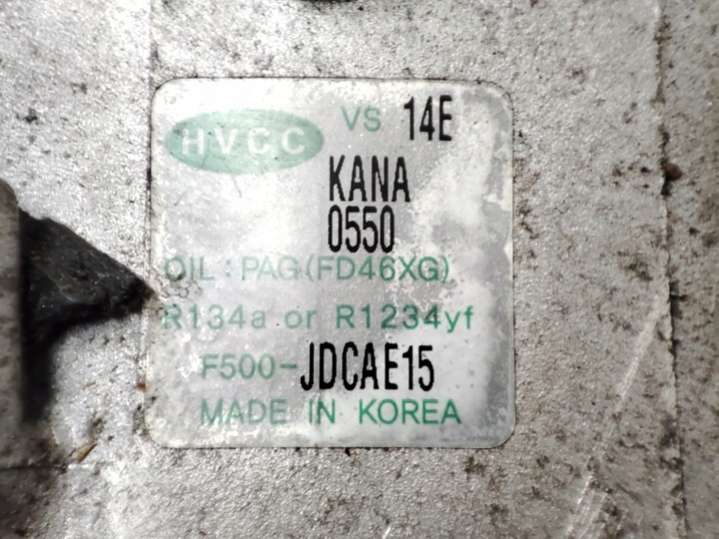 HVCC VS 14E
KANA
0550
OIL : PAG(FD46XG)
R134a or R1234yf
F500-JDCAE15
MADE IN KOREA